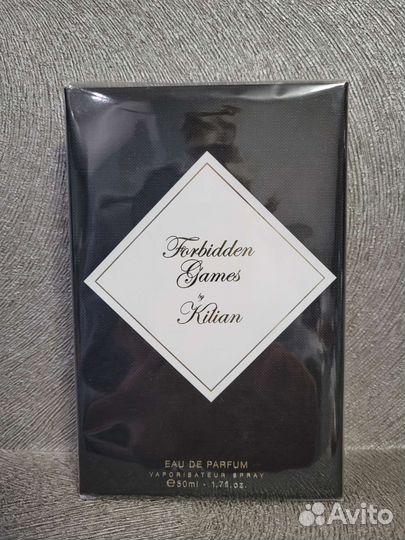 Forbidden
Games
by
Kilian
EAU DE PARFUM
VAPORISATEUR SPRAY
℮50ml - 1.7fl.oz.
Avito